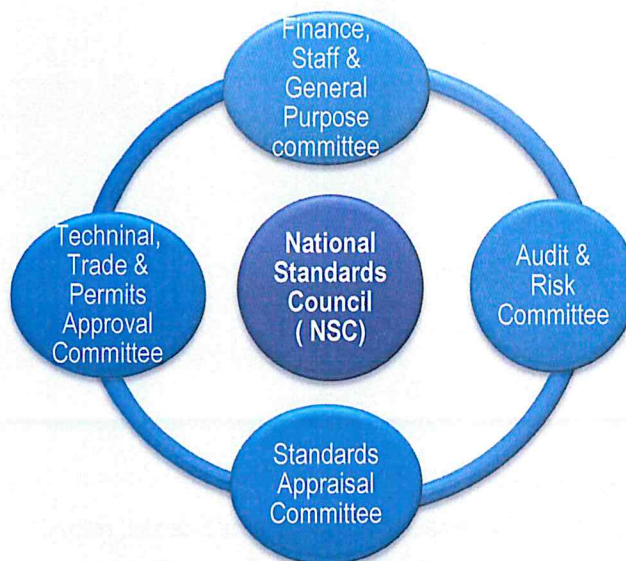 Finance,
Staff &
General
Purpose
committee
Techninal,
Trade &
Permits
Approval
Committee
National
Standards
Council
( NSC)
Audit &
Risk
Committee
Standards
Appraisal
Committee